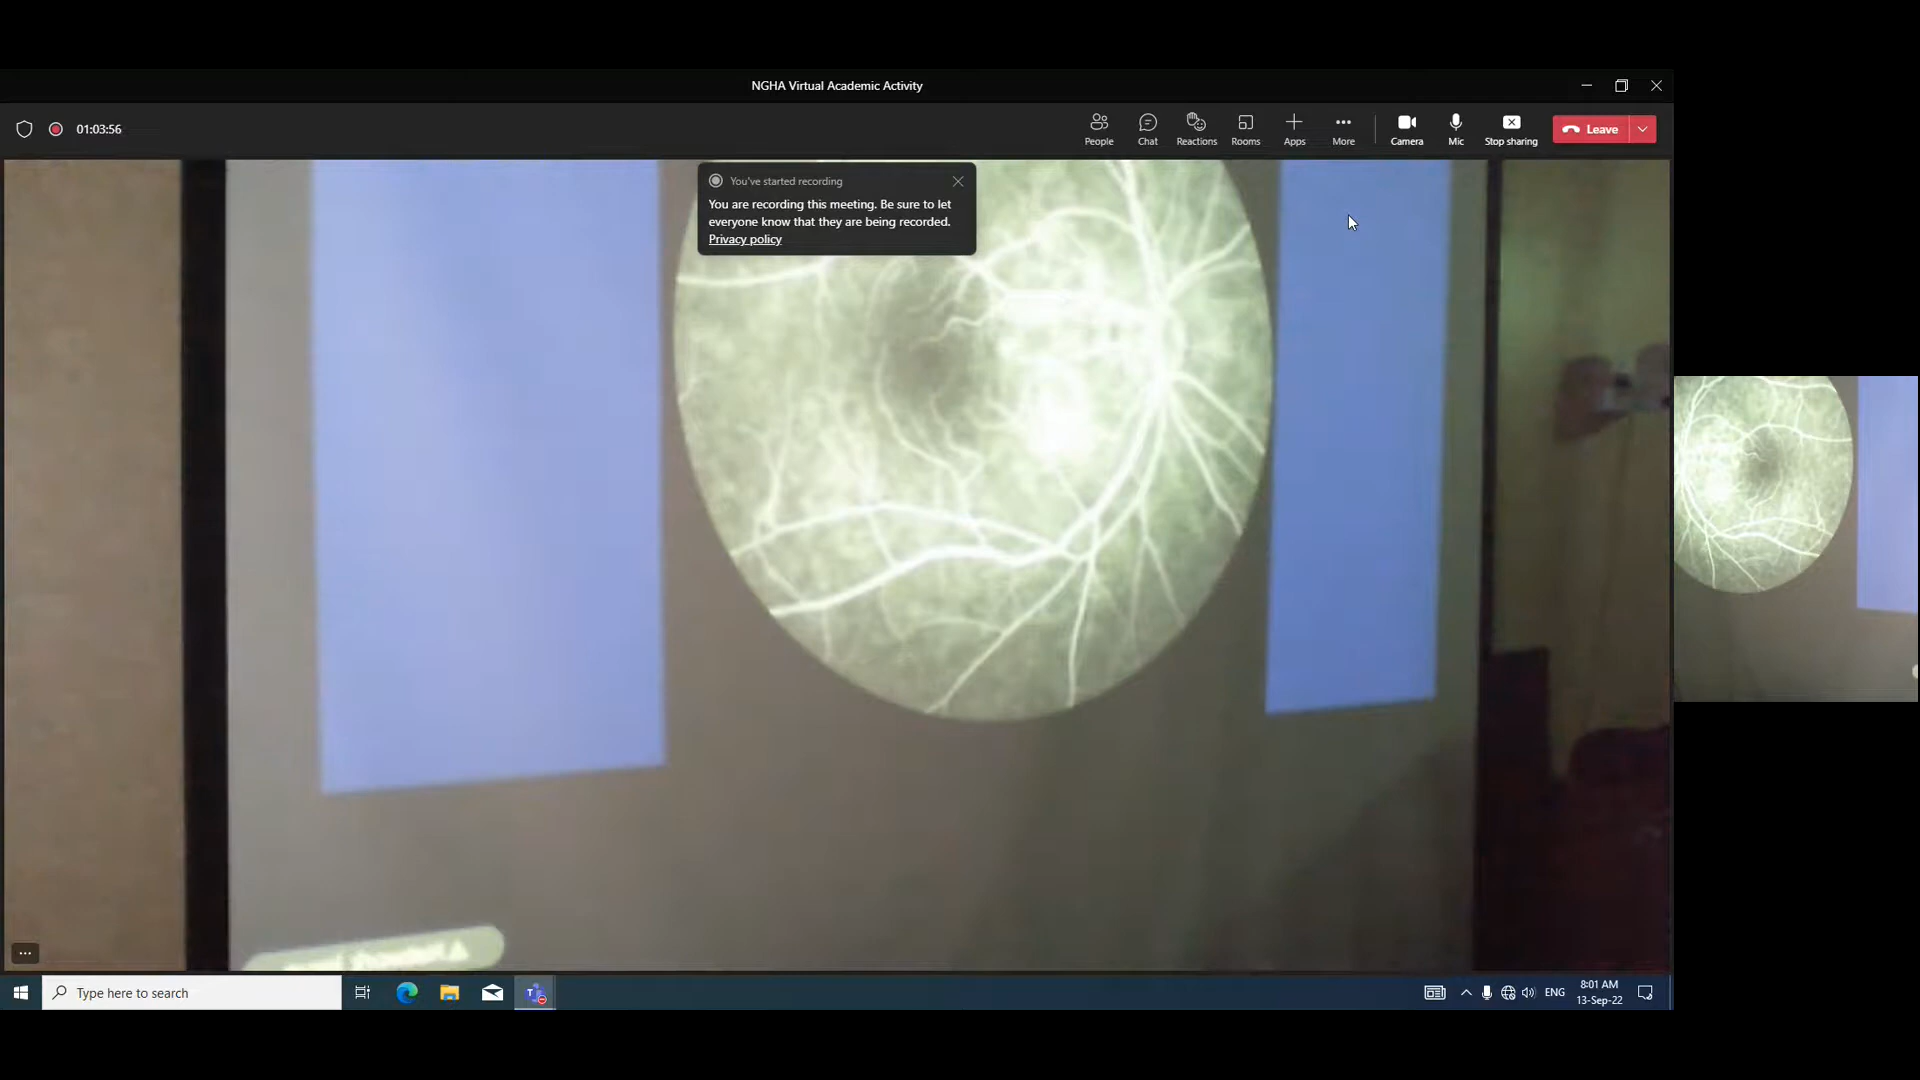 NGHA Virtual Academic Activity
01:03:56
People
Chat
Reactions
Rooms
Apps
More
Camera
Mic
Stop sharing
Leave
You've started recording
You are recording this meeting. Be sure to let
everyone know that they are being recorded.
Privacy policy
Type here to search
ENG
8:01 AM
13-Sep-22